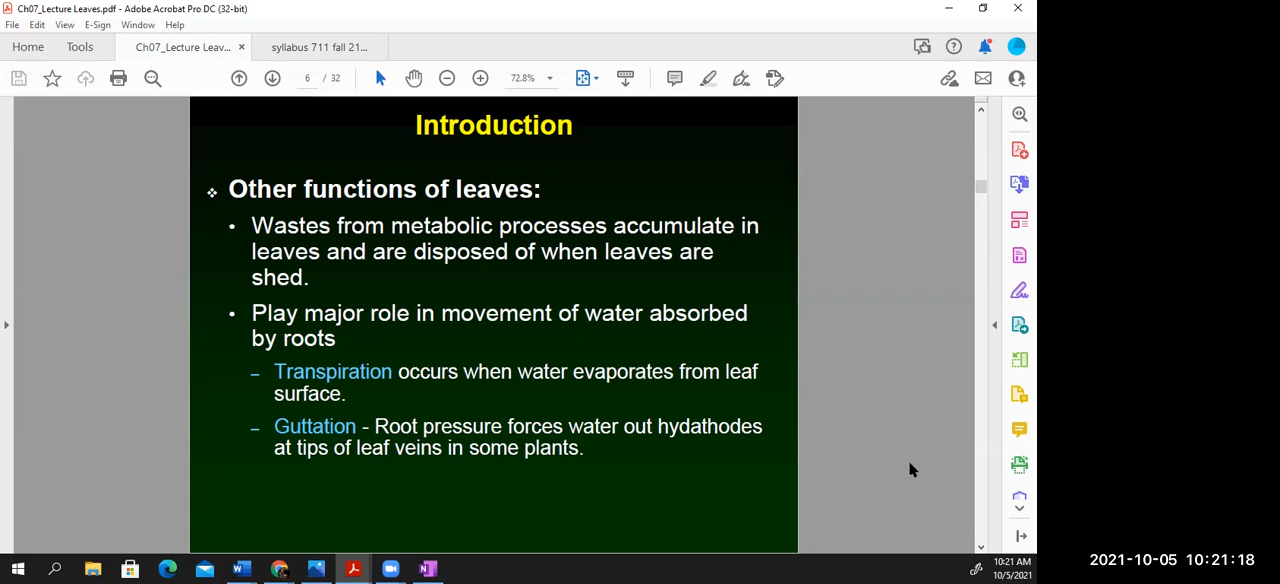 Ch07_Lecture Leaves.pdf - Adobe Acrobat Pro DC (32-bit)
File Edit View E-Sign Window Help
Home Tools Ch07_Lecture Leav... × syllabus 711 fall 21...
6 / 32 72.8%
Introduction
❖ Other functions of leaves:
• Wastes from metabolic processes accumulate in
leaves and are disposed of when leaves are
shed.
• Play major role in movement of water absorbed
by roots
– Transpiration occurs when water evaporates from leaf
surface.
– Guttation - Root pressure forces water out hydathodes
at tips of leaf veins in some plants.
10:21 AM
10/5/2021
2021-10-05 10:21:18